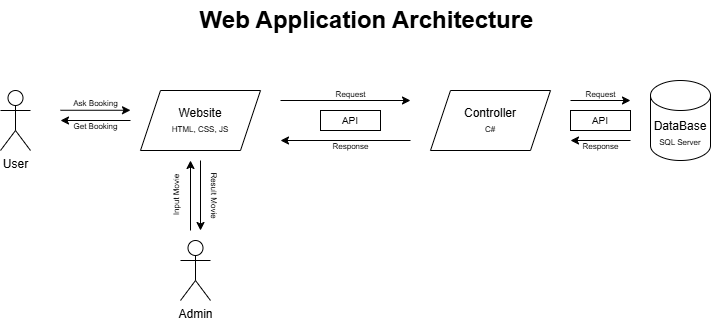 Web Application Architecture
Ask Booking
Get Booking
User
Website
HTML, CSS, JS
Request
API
Response
Controller
C#
Request
API
Response
DataBase
SQL Server
Input Movie
Result Movie
Admin